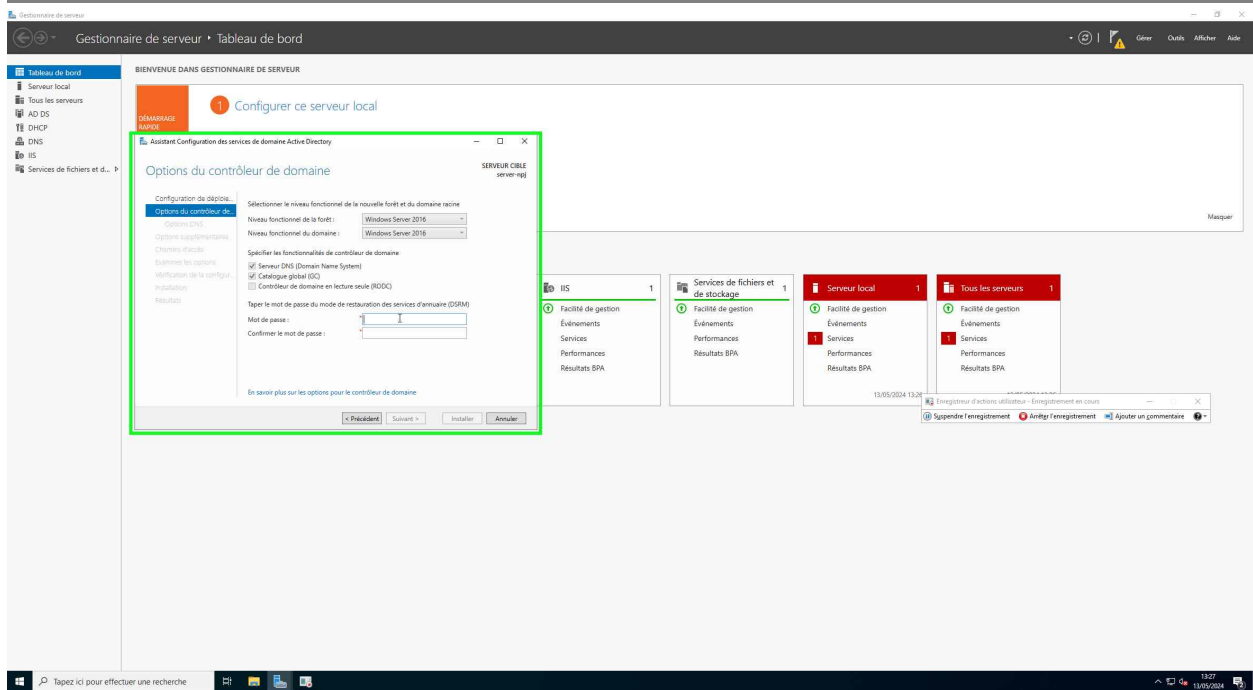 Gestionnaire de serveur
Gestionnaire de serveur • Tableau de bord
Gérer Outils Afficher Aide
Tableau de bord
Serveur local
Tous les serveurs
AD DS
DHCP
DNS
IIS
Services de fichiers et d...
BIENVENUE DANS GESTIONNAIRE DE SERVEUR
DÉMARRAGE
RAPIDE
1 Configurer ce serveur local
Masquer
Assistant Configuration des services de domaine Active Directory
Options du contrôleur de domaine
SERVEUR CIBLE
server-npj
Configuration de déploie...
Options du contrôleur de...
Options DNS
Options supplémentaires
Chemins d'accès
Examiner les options
Vérification de la configur...
Installation
Résultats
Sélectionner le niveau fonctionnel de la nouvelle forêt et du domaine racine
Niveau fonctionnel de la forêt : Windows Server 2016
Niveau fonctionnel du domaine : Windows Server 2016
Spécifier les fonctionnalités de contrôleur de domaine
Serveur DNS (Domain Name System)
Catalogue global (GC)
Contrôleur de domaine en lecture seule (RODC)
Taper le mot de passe du mode de restauration des services d'annuaire (DSRM)
Mot de passe : *
Confirmer le mot de passe : *
En savoir plus sur les options pour le contrôleur de domaine
< Précédent Suivant > Installer Annuler
IIS 1
Facilité de gestion
Événements
Services
Performances
Résultats BPA
Services de fichiers et
de stockage 1
Facilité de gestion
Événements
Performances
Résultats BPA
Serveur local 1
Facilité de gestion
Événements
1 Services
Performances
Résultats BPA
13/05/2024 13:26
Tous les serveurs 1
Facilité de gestion
Événements
1 Services
Performances
Résultats BPA
Enregistreur d'actions utilisateur - Enregistrement en cours
Suspendre l'enregistrement Arrêter l'enregistrement Ajouter un commentaire
Tapez ici pour effectuer une recherche
13:27
13/05/2024